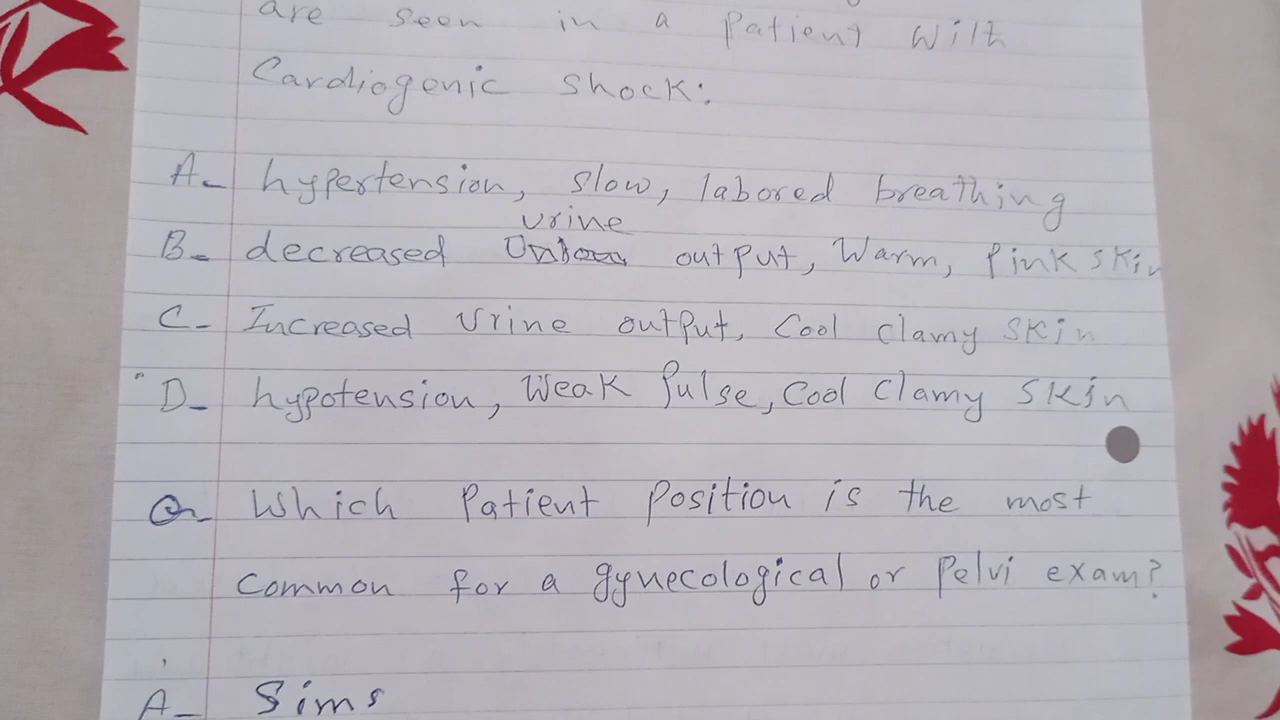 are seen in a Patient with
Cardiogenic shock:
A- hypertension, slow, labored breathing
urine
B- decreased output, Warm, Pink skin
C- Increased urine output, Cool clamy skin
D- hypotension, Weak Pulse, Cool Clamy skin
Q- Which Patient Position is the most
Common for a gynecological or Pelvi exam?
A- Sims